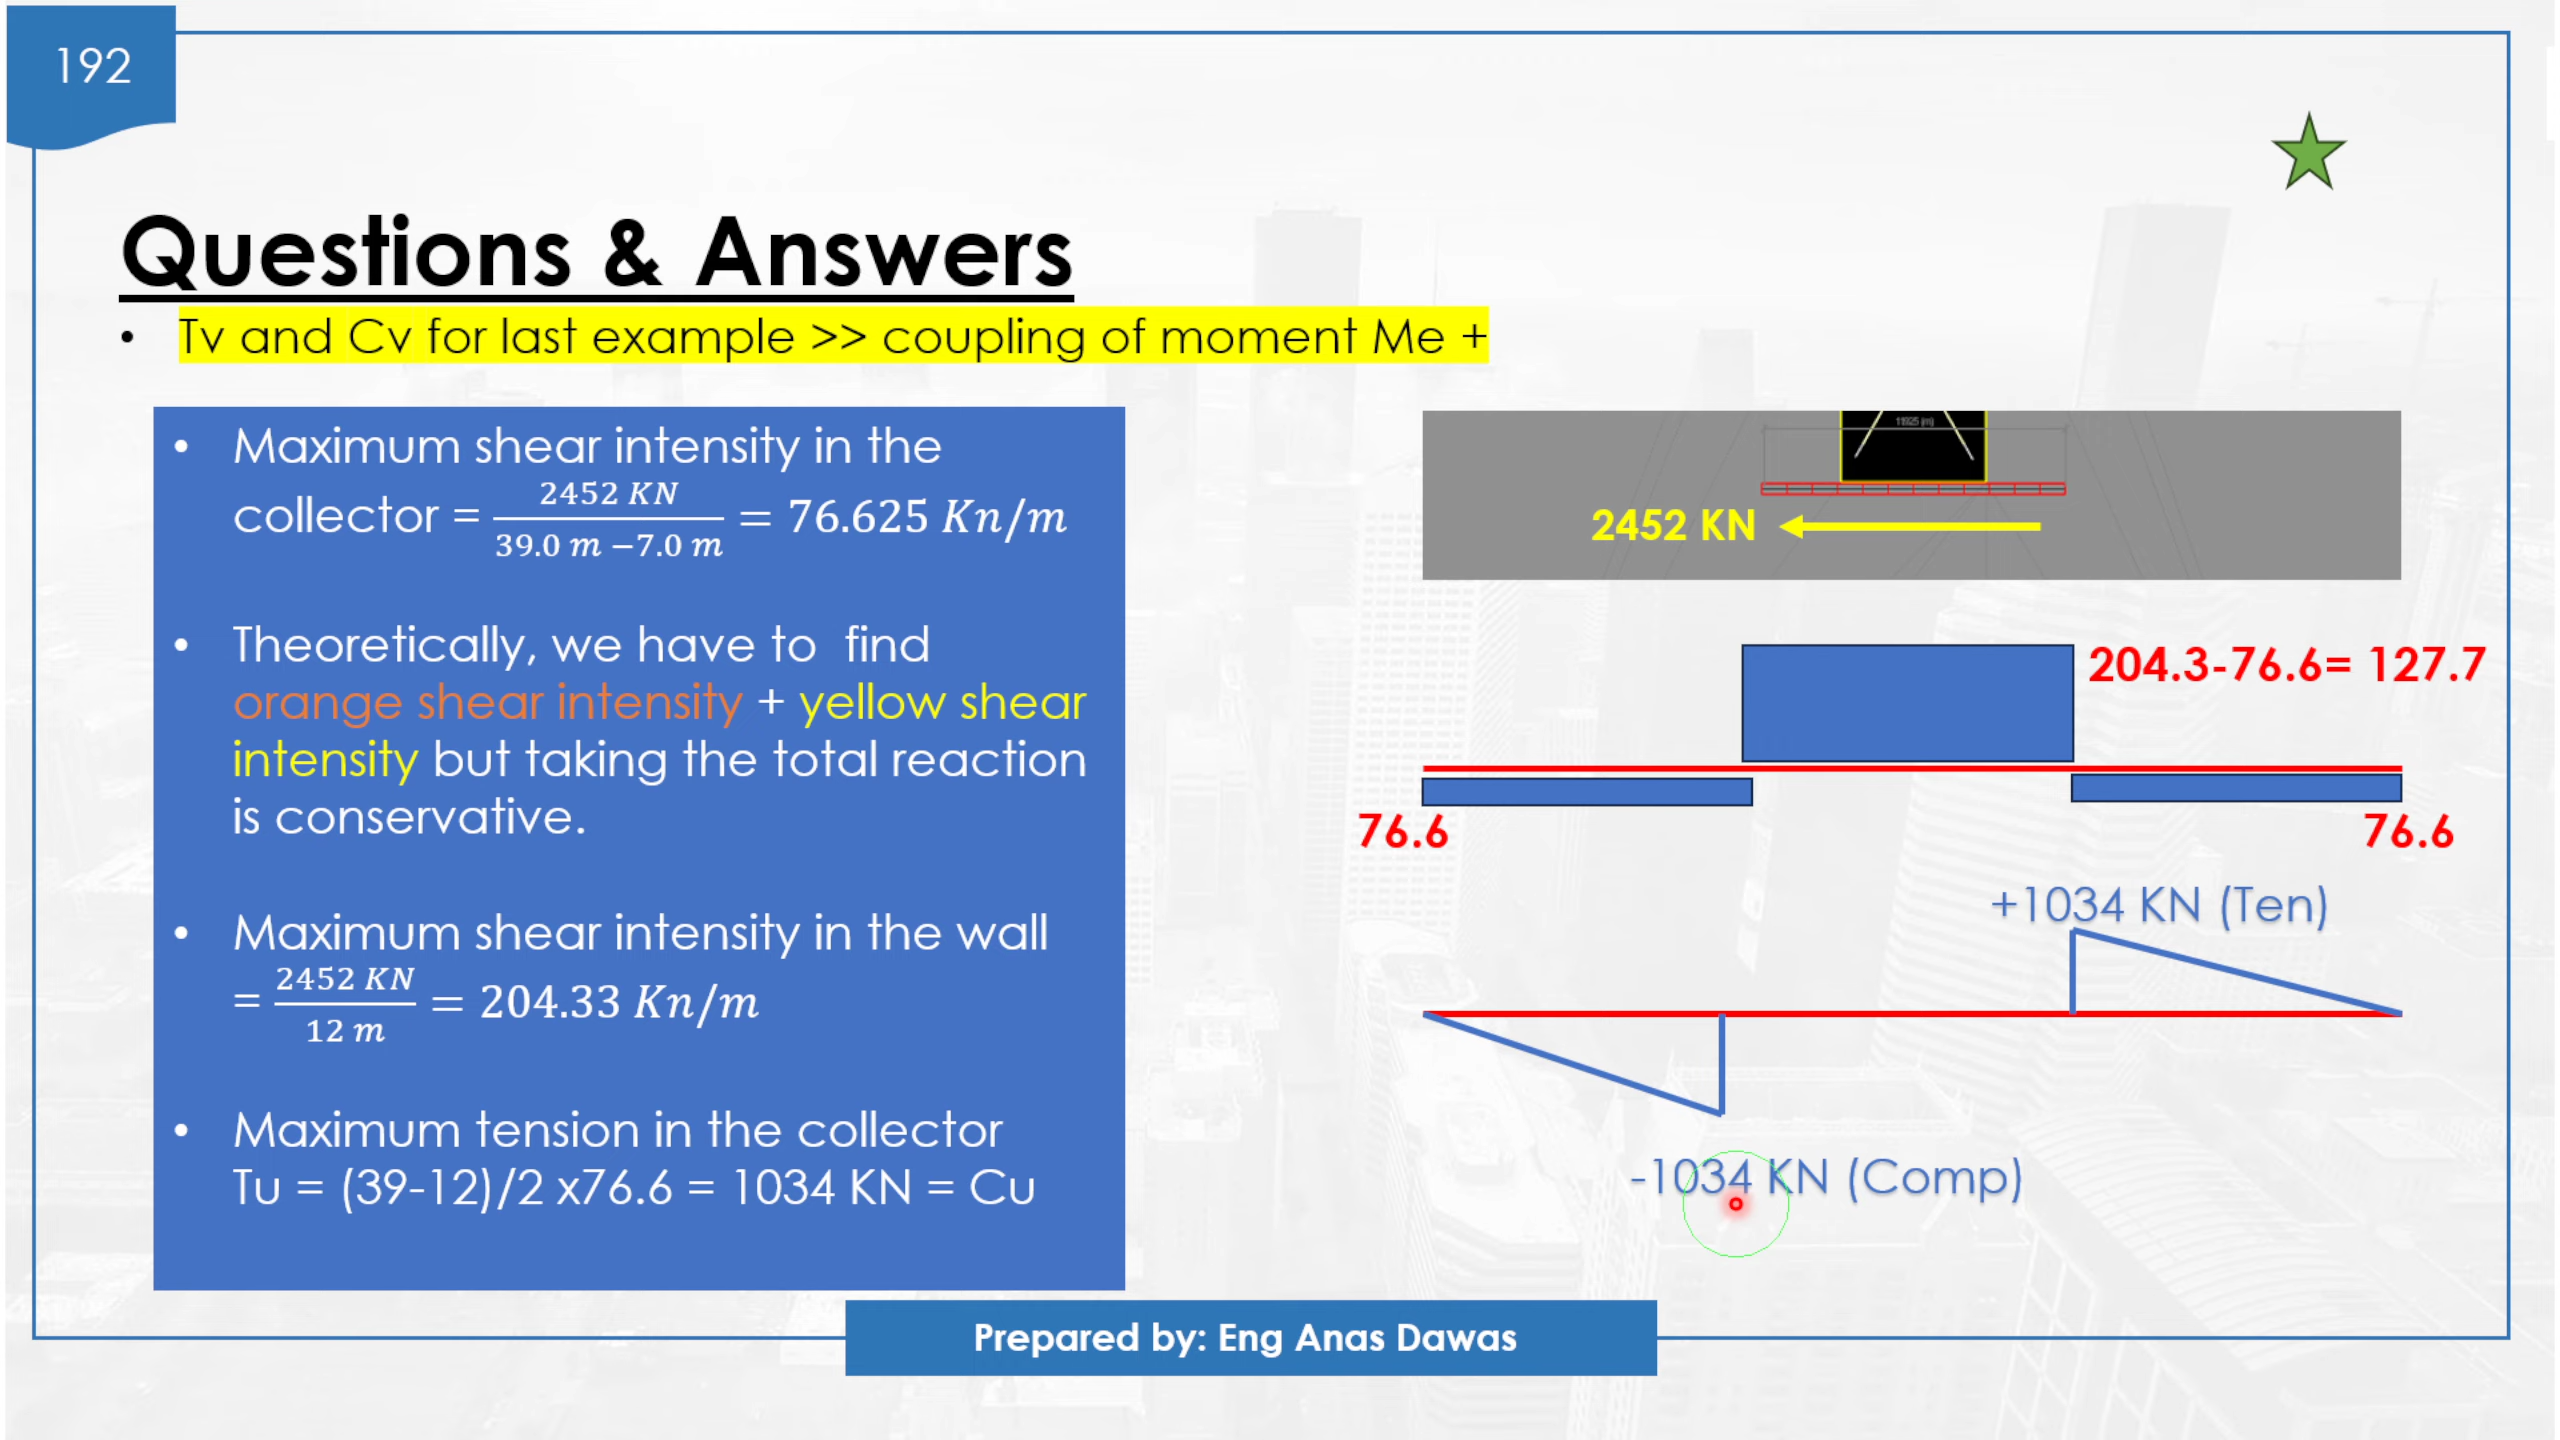 192
Questions & Answers
• Tv and Cv for last example >> coupling of moment Me +
• Maximum shear intensity in the
collector = 2452 KN / 39.0 m −7.0 m = 76.625 Kn/m
• Theoretically, we have to find
orange shear intensity + yellow shear
intensity but taking the total reaction
is conservative.
• Maximum shear intensity in the wall
= 2452 KN / 12 m = 204.33 Kn/m
• Maximum tension in the collector
Tu = (39-12)/2 x76.6 = 1034 KN = Cu
11925 (m)
2452 KN
204.3-76.6= 127.7
76.6
76.6
+1034 KN (Ten)
-1034 KN (Comp)
Prepared by: Eng Anas Dawas